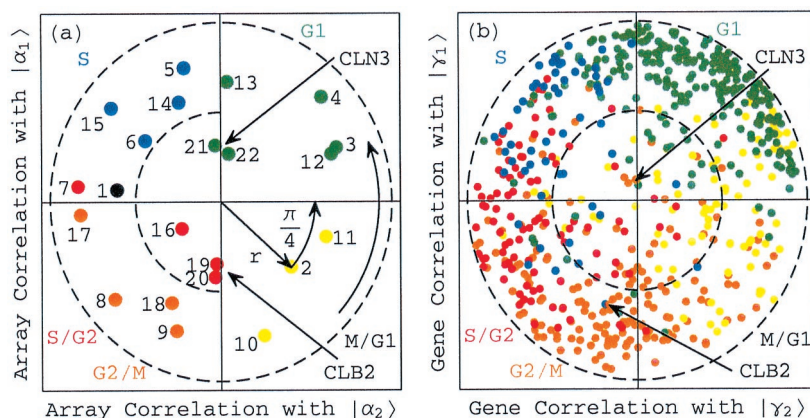 (a)
G1
S
CLN3
5
13
4
14
15
6
21
22
3
12
7
1
17
16
π
4
11
r
2
19
20
8
18
9
10
M/G1
S/G2
G2/M
CLB2
Array Correlation with |α1⟩
Array Correlation with |α2⟩
(b)
G1
S
CLN3
M/G1
S/G2
G2/M
CLB2
Gene Correlation with |γ1⟩
Gene Correlation with |γ2⟩